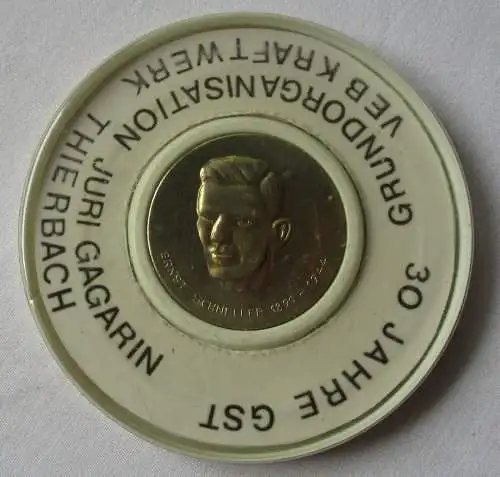 30 JAHRE GST
GRUNDORGANISATION JURI GAGARIN
VEB KRAFTWERK THIERBACH
ERNST SCHNELLER 1890-1944